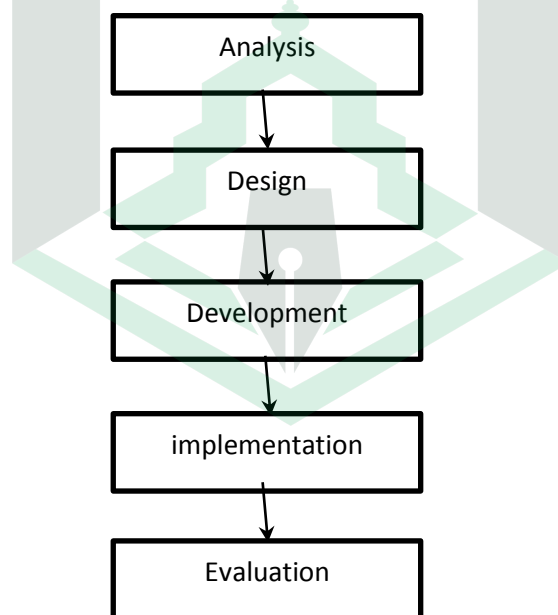 Analysis
Design
Development
implementation
Evaluation